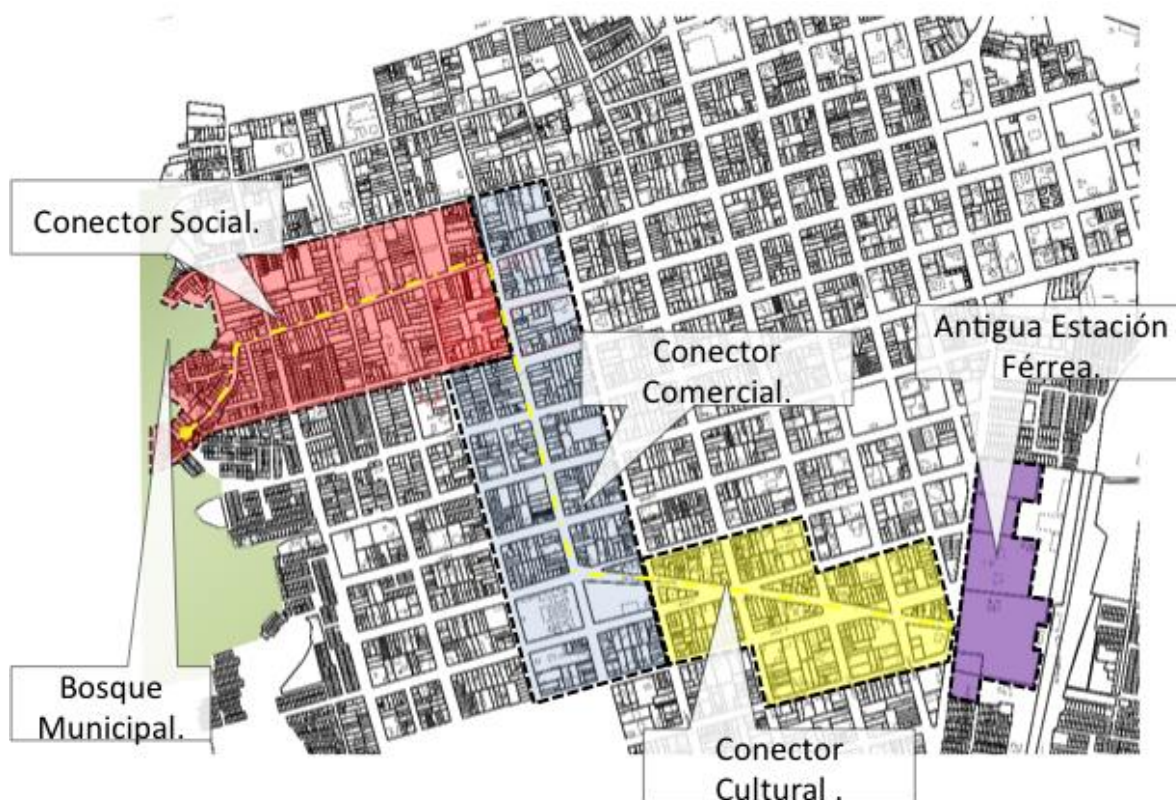 Conector Social.
Antigua Estación
Férrea.
Conector
Comercial.
Bosque
Municipal.
Conector
Cultural .